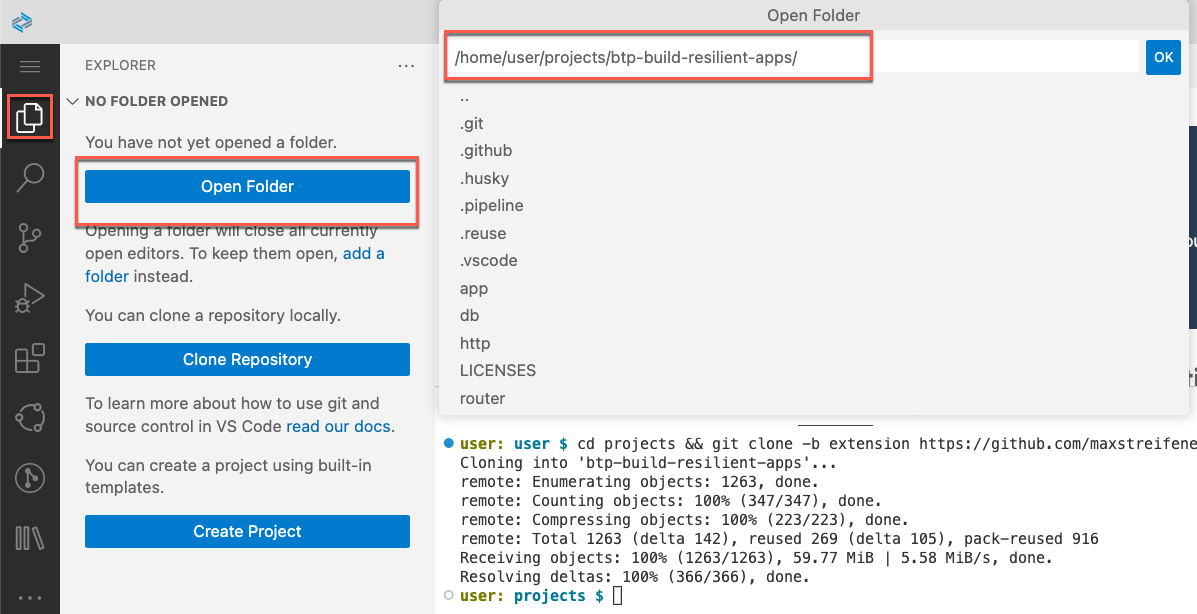 EXPLORER
...
NO FOLDER OPENED
You have not yet opened a folder.
Open Folder
Opening a folder will close all currently
open editors. To keep them open, add a
folder instead.
You can clone a repository locally.
Clone Repository
To learn more about how to use git and
source control in VS Code read our docs.
You can create a project using built-in
templates.
Create Project
Open Folder
/home/user/projects/btp-build-resilient-apps/
OK
..
.git
.github
.husky
.pipeline
.reuse
.vscode
app
db
http
LICENSES
router
user: user $ cd projects && git clone -b extension https://github.com/maxstreifene
Cloning into 'btp-build-resilient-apps'...
remote: Enumerating objects: 1263, done.
remote: Counting objects: 100% (347/347), done.
remote: Compressing objects: 100% (223/223), done.
remote: Total 1263 (delta 142), reused 269 (delta 105), pack-reused 916
Receiving objects: 100% (1263/1263), 59.77 MiB | 5.58 MiB/s, done.
Resolving deltas: 100% (366/366), done.
user: projects $